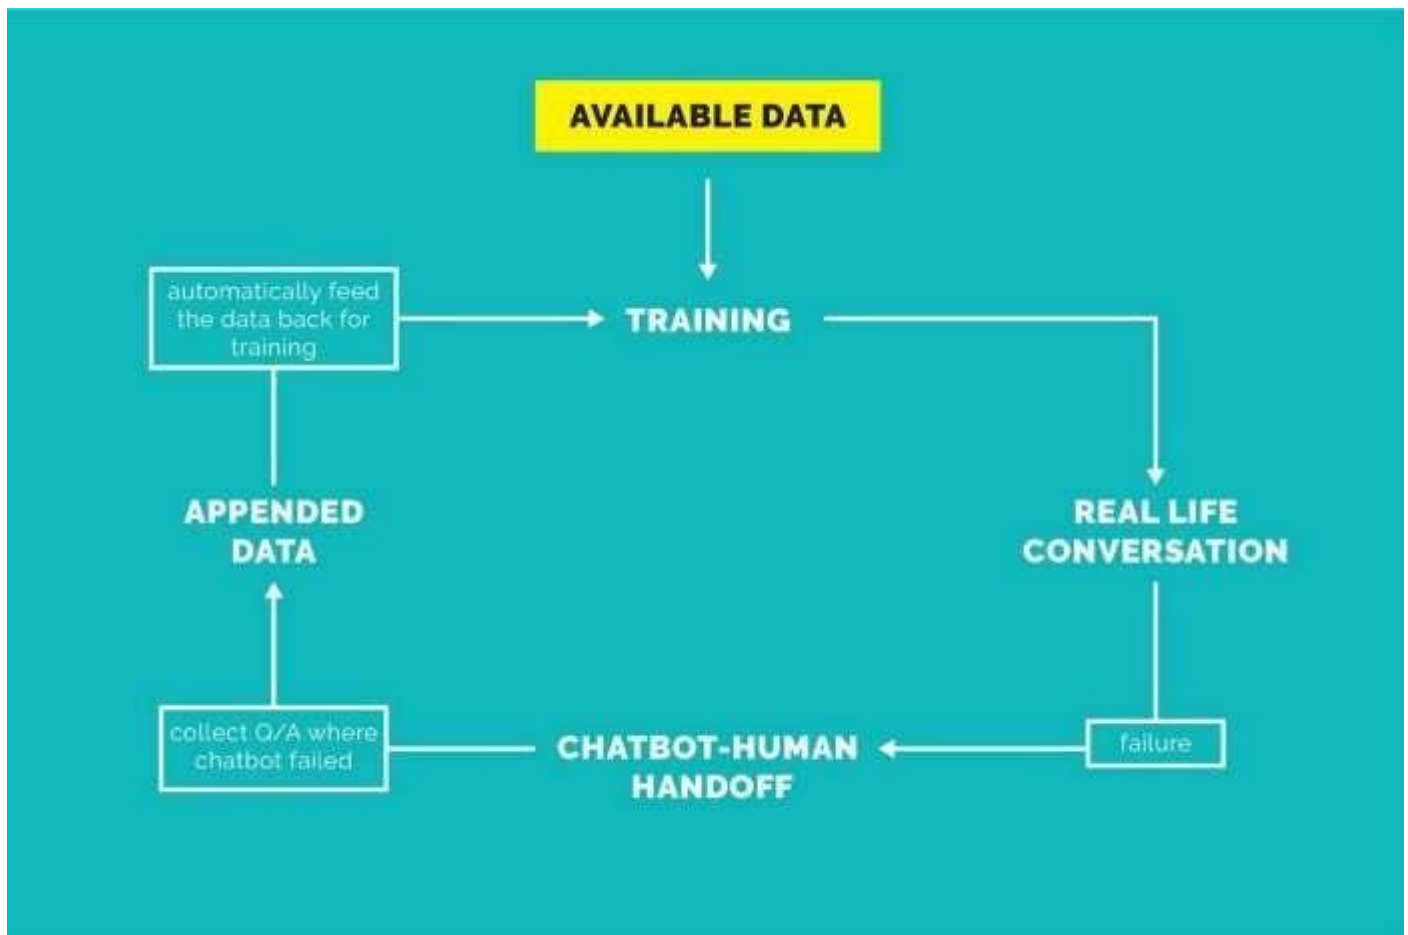 AVAILABLE DATA
automatically feed
the data back for
training
TRAINING
APPENDED
DATA
REAL LIFE
CONVERSATION
collect Q/A where
chatbot failed
CHATBOT-HUMAN
HANDOFF
failure